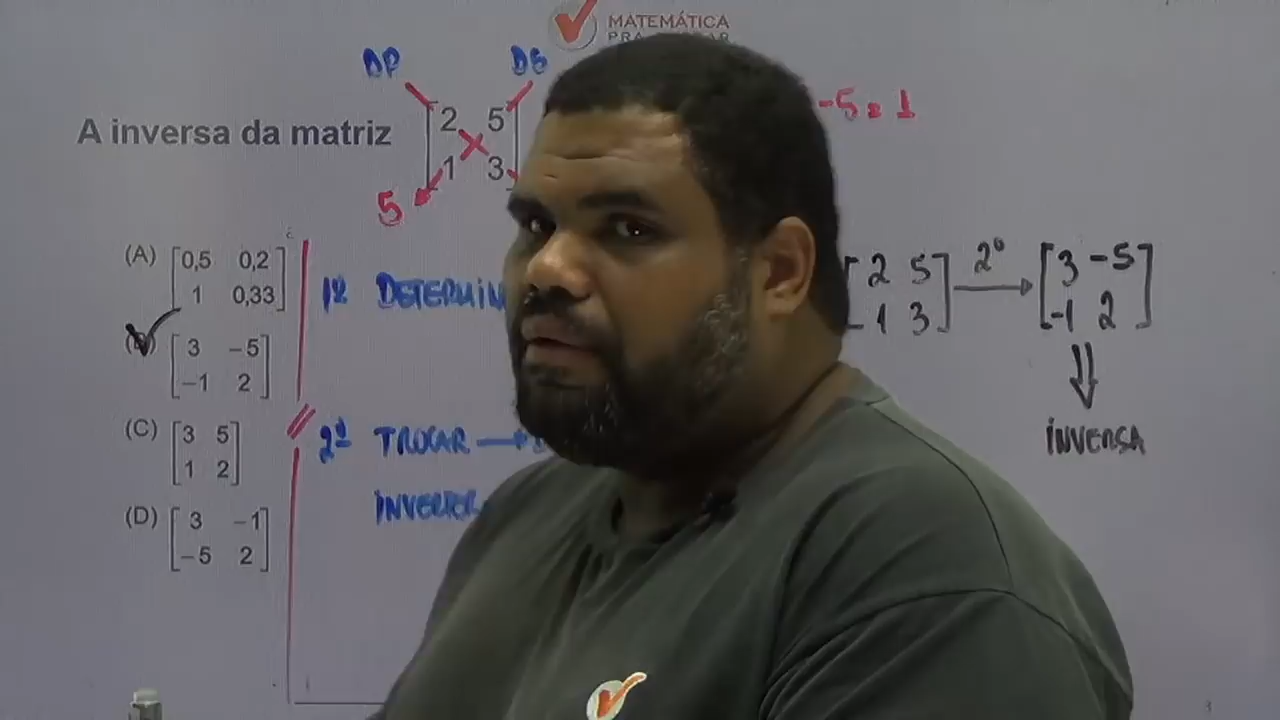 MATEMÁTICA
DP
A inversa da matriz
2 5
1 3
5
-5 = 1
(A)
0,5 0,2
1 0,33
3 -5
-1 2
(C)
3 5
1 2
(D)
3 -1
-5 2
2º TROCAR
2 5
1 3
2º
3 -5
-1 2
INVERSA
3